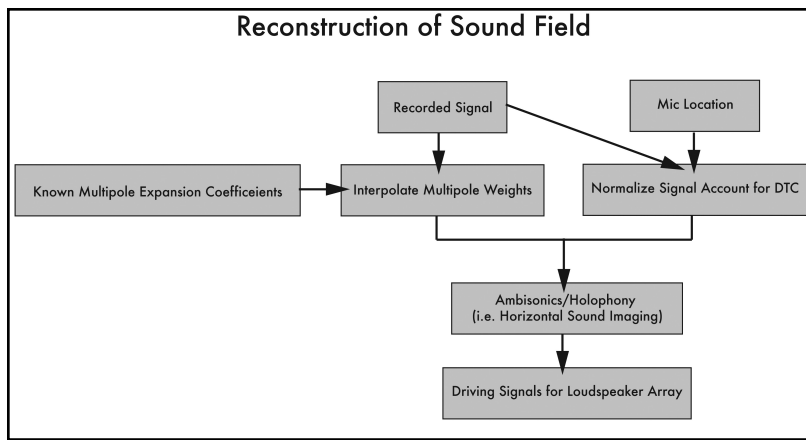 Reconstruction of Sound Field
Recorded Signal
Mic Location
Known Multipole Expansion Coefficeients
Interpolate Multipole Weights
Normalize Signal Account for DTC
Ambisonics/Holophony
(i.e. Horizontal Sound Imaging)
Driving Signals for Loudspeaker Array